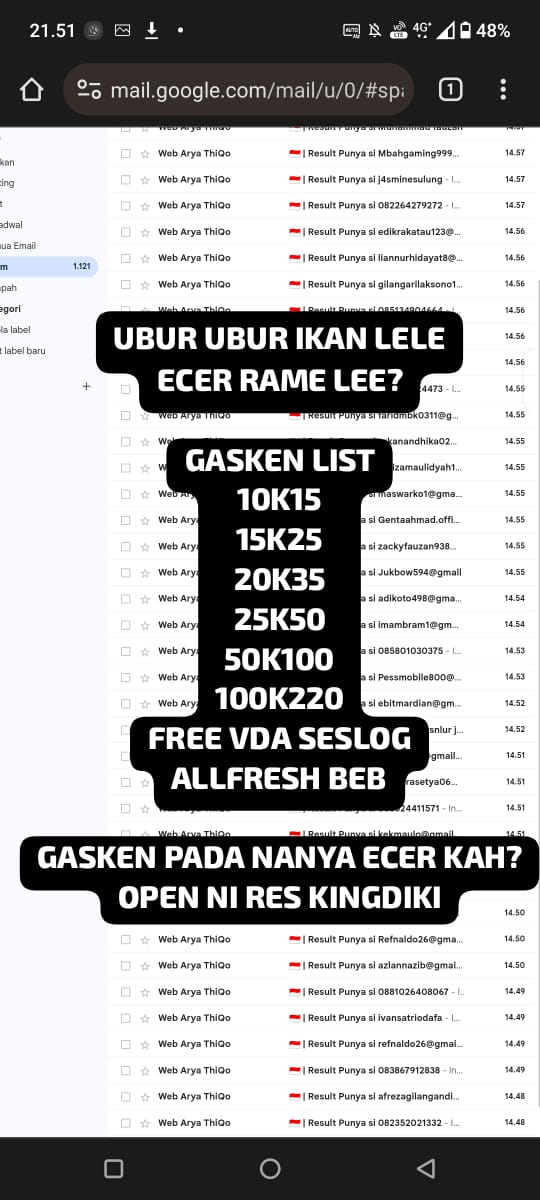 21.51
AUTO Hz VO) LTE 4G+ 48%
mail.google.com/mail/u/0/#spa
1
Web Arya ThiQo | Result Punya si Muhammad fauzan 14.57
kan
Web Arya ThiQo | Result Punya si Mbahgaming999... 14.57
ting
Web Arya ThiQo | Result Punya si j4sminesulung - I... 14.57
t
Web Arya ThiQo | Result Punya si 082264279272 - I... 14.57
adwal
Web Arya ThiQo | Result Punya si edikrakatau123@... 14.56
ua Email
Web Arya ThiQo | Result Punya si liannurhidayat8@... 14.56
m 1.121
Web Arya ThiQo | Result Punya si gilangarilaksono1... 14.56
pah
egori
Web Arya ThiQo | Result Punya si 085134904664 - I... 14.56
la label
14.56
t label baru
14.56
UBUR UBUR IKAN LELE
ECER RAME LEE?
4473 - I... 14.55
Web Arya ThiQo | Result Punya si faridmbk0311@g... 14.55
kanandhika02... 14.55
GASKEN LIST
izamaulidyah1... 14.55
10K15
Web Arya si maswarko1@gma... 14.55
Web Arya a si Gentaahmad.offi... 14.55
15K25
Web Arya a si zackyfauzan938... 14.55
Web Arya a si Jukbow594@gmail 14.55
20K35
Web Arya a si adikoto498@gma... 14.54
25K50
Web Arya a si imambram1@gm... 14.54
Web Arya a si 085801030375 - I... 14.53
50K100
Web Arya a si Pessmobile800@... 14.53
100K220
Web Arya a si ebitmardian@gm... 14.52
snlur j... 14.52
FREE VDA SESLOG
gmail... 14.51
ALLFRESH BEB
rasetya06... 14.51
24411571 - In... 14.51
Web Arya ThiQo | Result Punya si kekmaulo@gmail 14.51
GASKEN PADA NANYA ECER KAH?
OPEN NI RES KINGDIKI
14.50
Web Arya ThiQo | Result Punya si Refnaldo26@gma... 14.50
Web Arya ThiQo | Result Punya si azlannazib@gmai... 14.50
Web Arya ThiQo | Result Punya si 0881026408067 - I.. 14.49
Web Arya ThiQo | Result Punya si ivansatriodafa - I... 14.49
Web Arya ThiQo | Result Punya si refnaldo26@gmai... 14.49
Web Arya ThiQo | Result Punya si 083867912838 - In... 14.49
Web Arya ThiQo | Result Punya si afrezagilangandi... 14.48
Web Arya ThiQo | Result Punya si 082352021332 - I... 14.48